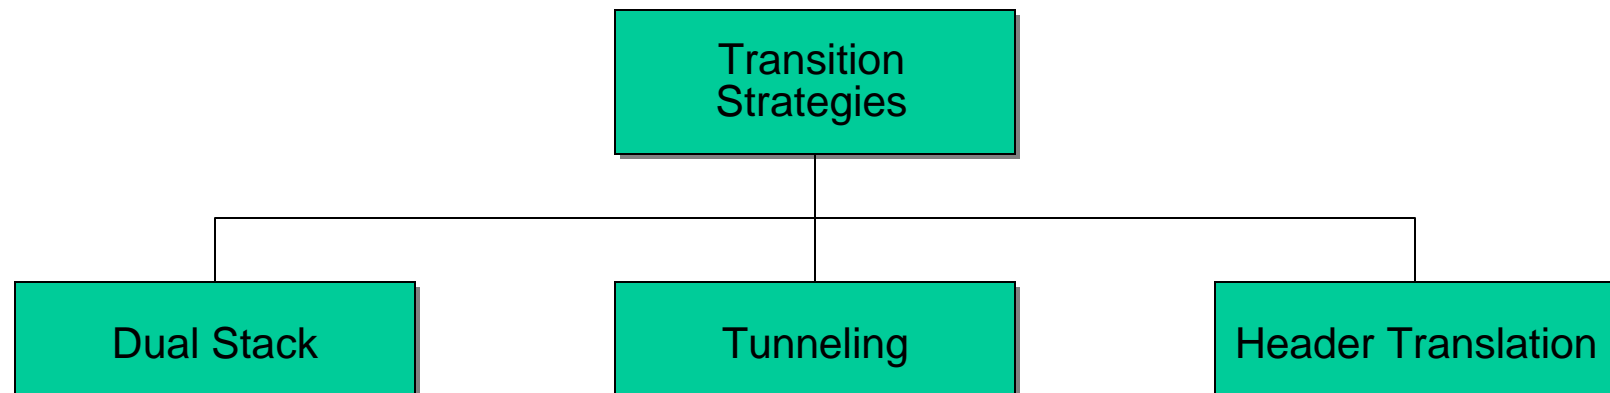 Transition
Strategies
Dual Stack
Tunneling
Header Translation